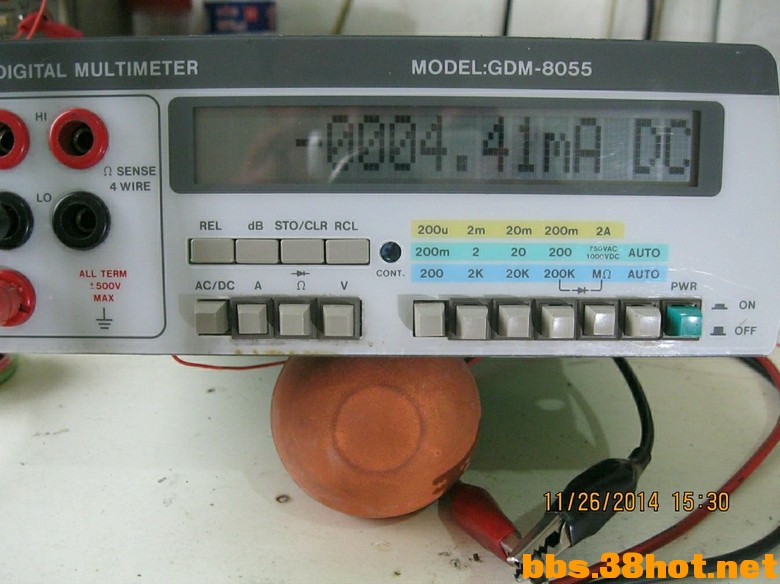 DIGITAL MULTIMETER MODEL:GDM-8055
-0004.41mA DC
HI
Ω SENSE
4 WIRE
LO
ALL TERM
±500V
MAX
REL dB STO/CLR RCL
CONT.
AC/DC A Ω V
200u 2m 20m 200m 2A
200m 2 20 200 750VAC 1000VDC AUTO
200 2K 20K 200K MΩ AUTO
PWR
ON
OFF
11/26/2014 15:30
bbs.38hot.net